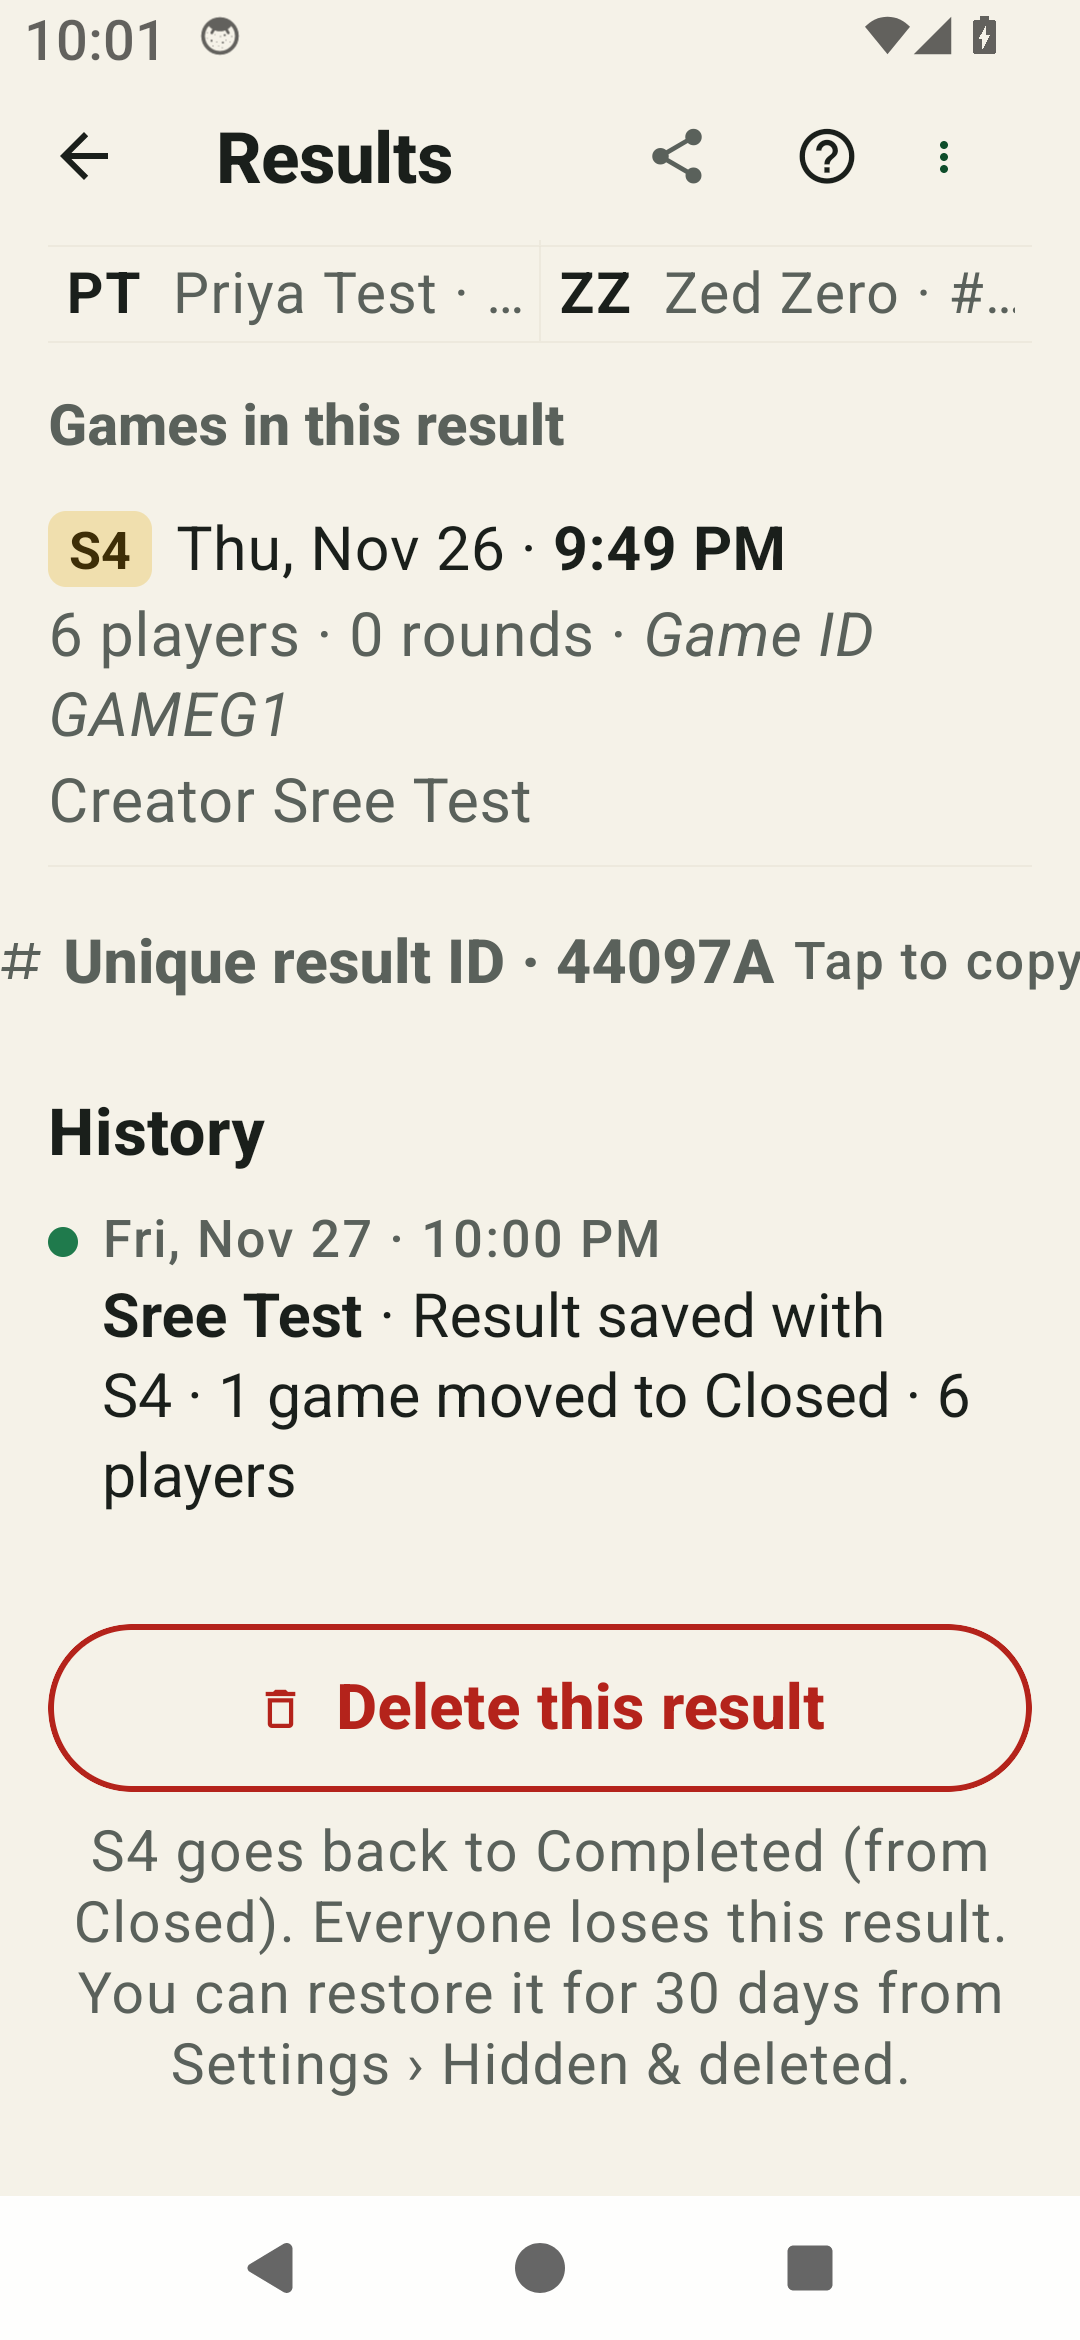 10:01
Results
PT Priya Test · …
ZZ Zed Zero · #…
Games in this result
S4 Thu, Nov 26 · 9:49 PM
6 players · 0 rounds · Game ID
GAMEG1
Creator Sree Test
# Unique result ID · 44097A Tap to copy
History
Fri, Nov 27 · 10:00 PM
Sree Test · Result saved with
S4 · 1 game moved to Closed · 6
players
Delete this result
S4 goes back to Completed (from
Closed). Everyone loses this result.
You can restore it for 30 days from
Settings › Hidden & deleted.